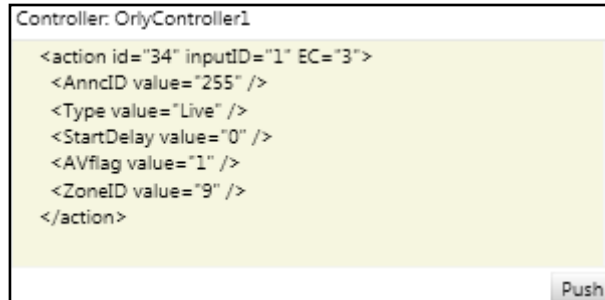 Controller: OrlyController1
<action id="34" inputID="1" EC="3">
<AnncID value="255" />
<Type value="Live" />
<StartDelay value="0" />
<AVflag value="1" />
<ZoneID value="9" />
</action>
Push